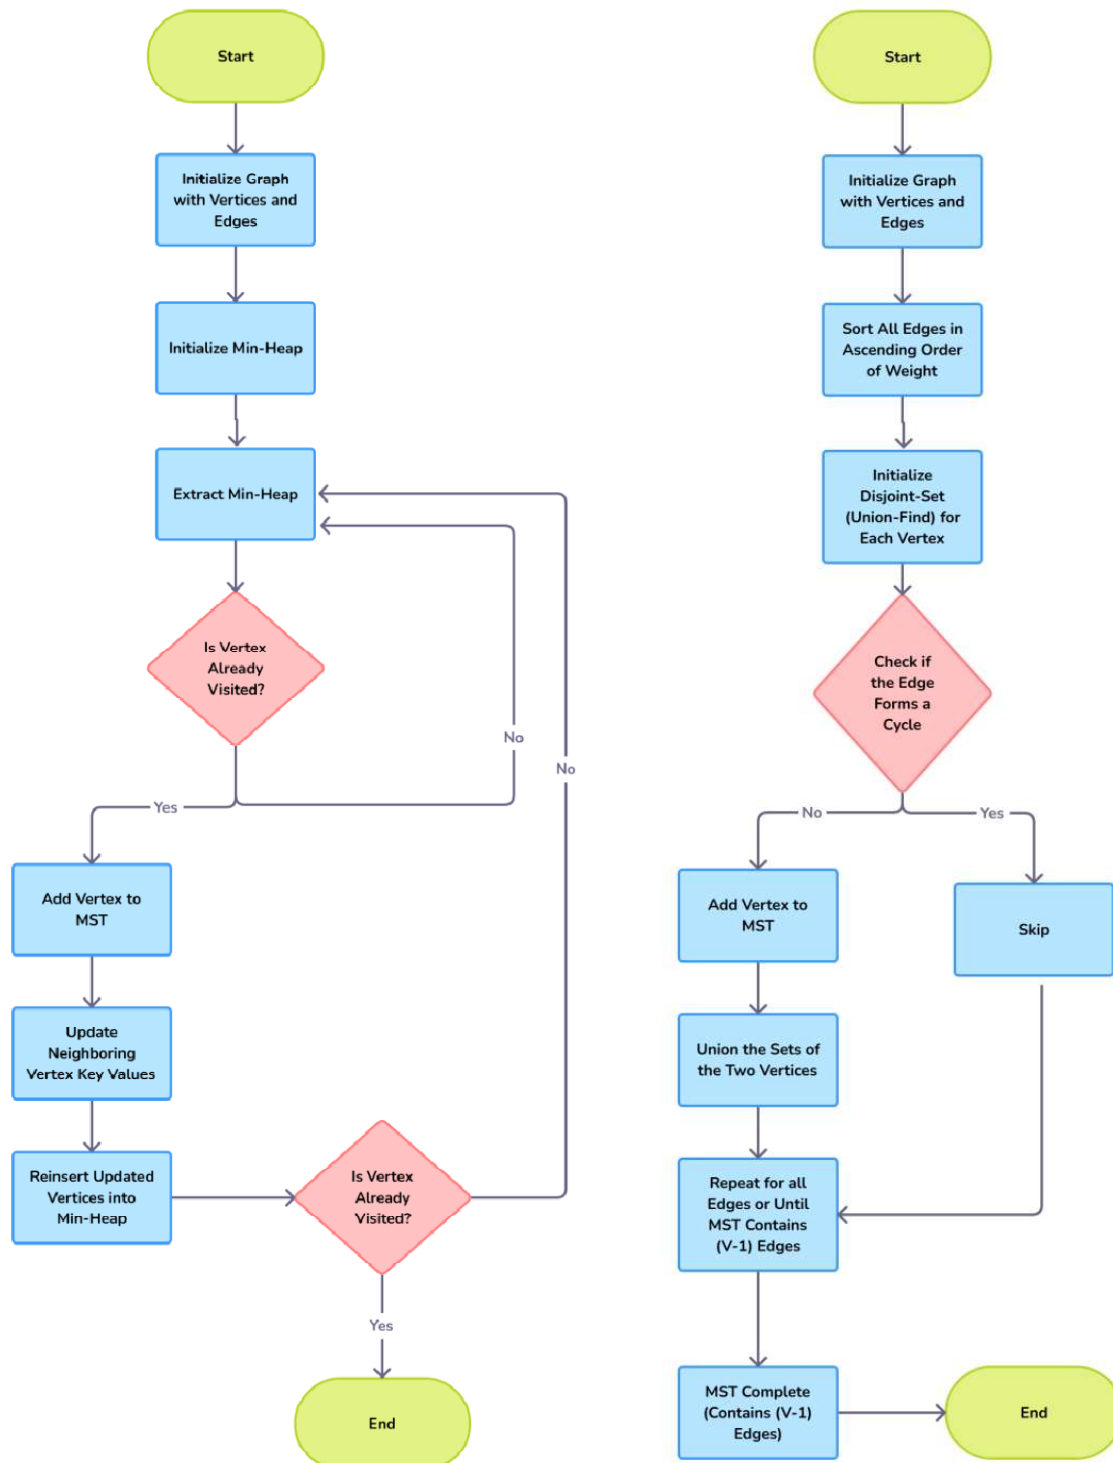 Start
Initialize Graph
with Vertices and
Edges
Initialize Min-Heap
Extract Min-Heap
Is Vertex
Already
Visited?
No
No
Yes
Add Vertex to
MST
Update
Neighboring
Vertex Key Values
Reinsert Updated
Vertices into
Min-Heap
Is Vertex
Already
Visited?
Yes
End
Start
Initialize Graph
with Vertices and
Edges
Sort All Edges in
Ascending Order
of Weight
Initialize
Disjoint-Set
(Union-Find) for
Each Vertex
Check if
the Edge
Forms a
Cycle
No
Yes
Add Vertex to
MST
Skip
Union the Sets of
the Two Vertices
Repeat for all
Edges or Until
MST Contains
(V-1) Edges
MST Complete
(Contains (V-1)
Edges)
End